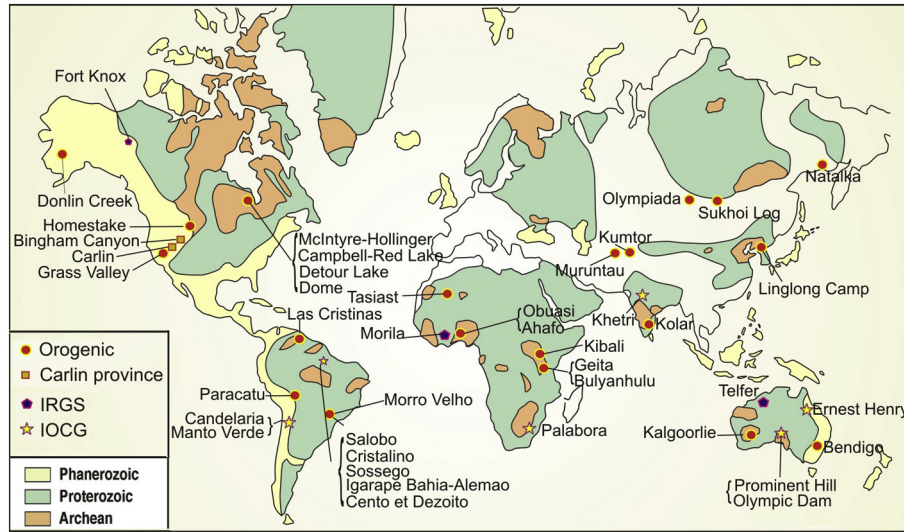 Fort Knox
Donlin Creek
Homestake
Bingham Canyon
Carlin
Grass Valley
McIntyre-Hollinger
Campbell-Red Lake
Detour Lake
Dome
Las Cristinas
Paracatu
Candelaria
Manto Verde
Morro Velho
Salobo
Cristalino
Sossego
Igarape Bahia-Alemao
Cento et Dezoito
Tasiast
Morila
Obuasi
Ahafo
Kibali
Geita
Bulyanhulu
Palabora
Olympiada
Sukhoi Log
Natalka
Kumtor
Muruntau
Linglong Camp
Khetri
Kolar
Telfer
Ernest Henry
Kalgoorlie
Bendigo
Prominent Hill
Olympic Dam
Orogenic
Carlin province
IRGS
IOCG
Phanerozoic
Proterozoic
Archean